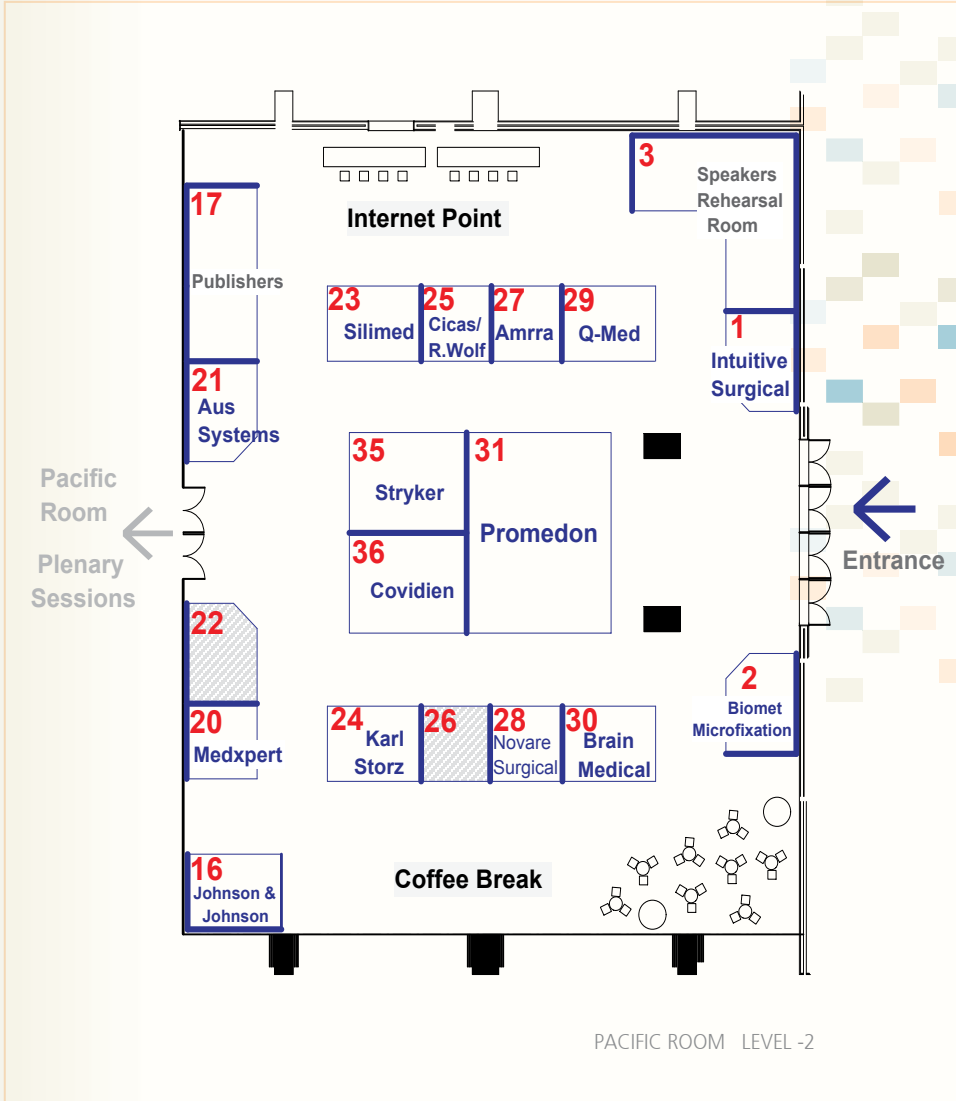 3
Speakers
Rehearsal
Room
17
Publishers
Internet Point
23
Silimed
25
Cicas/
R.Wolf
27
Amrra
29
Q-Med
1
Intuitive
Surgical
21
Aus
Systems
35
Stryker
31
Promedon
36
Covidien
Pacific
Room
Plenary
Sessions
Entrance
22
20
Medxpert
24
Karl
Storz
26
28
Novare
Surgical
30
Brain
Medical
2
Biomet
Microfixation
16
Johnson &
Johnson
Coffee Break
PACIFIC ROOM LEVEL -2